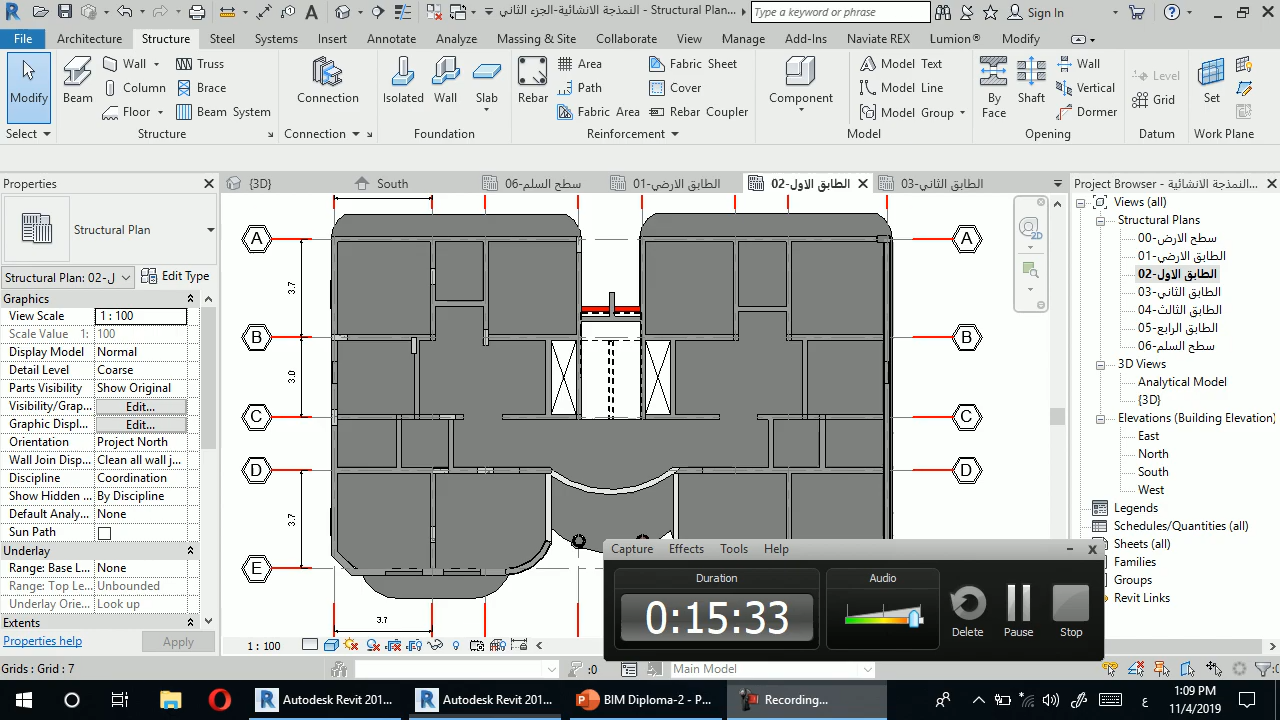 النمذجة الانشائية-الجزء الثاني - Structural Plan...
Type a keyword or phrase
Sign In
File Architecture Structure Steel Systems Insert Annotate Analyze Massing & Site Collaborate View Manage Add-Ins Naviate REX Lumion® Modify
Modify
Select
Beam
Wall
Column
Floor
Truss
Brace
Beam System
Structure
Connection
Connection
Isolated
Wall
Slab
Foundation
Rebar
Area
Path
Fabric Area
Fabric Sheet
Cover
Rebar Coupler
Reinforcement
Component
Model Text
Model Line
Model Group
Model
By Face
Shaft
Wall
Vertical
Dormer
Opening
Level
Grid
Datum
Set
Work Plane
Properties
Structural Plan
Structural Plan: ل-02
Edit Type
Graphics
View Scale 1 : 100
Scale Value 1: 100
Display Model Normal
Detail Level Coarse
Parts Visibility Show Original
Visibility/Grap... Edit...
Graphic Displ... Edit...
Orientation Project North
Wall Join Disp... Clean all wall j...
Discipline Coordination
Show Hidden ... By Discipline
Default Analy... None
Sun Path
Underlay
Range: Base L... None
Range: Top Le... Unbounded
Underlay Orie... Look up
Extents
Properties help
Apply
{3D}
South
سطح السلم-06
الطابق الارضي-01
الطابق الاول-02
الطابق الثاني-03
A
A
3.7
B
B
3.0
C
C
D
D
3.7
E
3.7
2D
Project Browser - النمذجة الانشائية...
Views (all)
Structural Plans
سطح الارض-00
الطابق الارضي-01
الطابق الاول-02
الطابق الثاني-03
الطابق الثالث-04
الطابق الرابع-05
سطح السلم-06
3D Views
Analytical Model
{3D}
Elevations (Building Elevation)
East
North
South
West
Legends
Schedules/Quantities (all)
Sheets (all)
Families
Groups
Revit Links
Capture Effects Tools Help
Duration
0:15:33
Audio
Delete
Pause
Stop
1 : 100
Grids : Grid : 7
:0
Main Model
:0
Autodesk Revit 201...
Autodesk Revit 201...
BIM Diploma-2 - P...
Recording...
ع
1:09 PM
11/4/2019